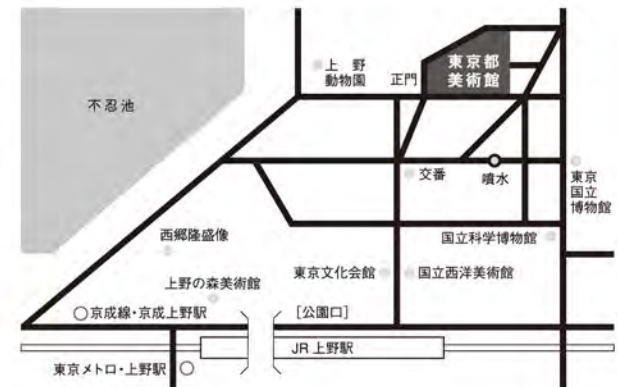 東京都
美術館
上野
動物園
正門
不忍池
交番
噴水
東京
国立
博物館
西郷隆盛像
国立科学博物館
上野の森美術館
東京文化会館
国立西洋美術館
京成線・京成上野駅
[公園口]
JR 上野駅
東京メトロ・上野駅